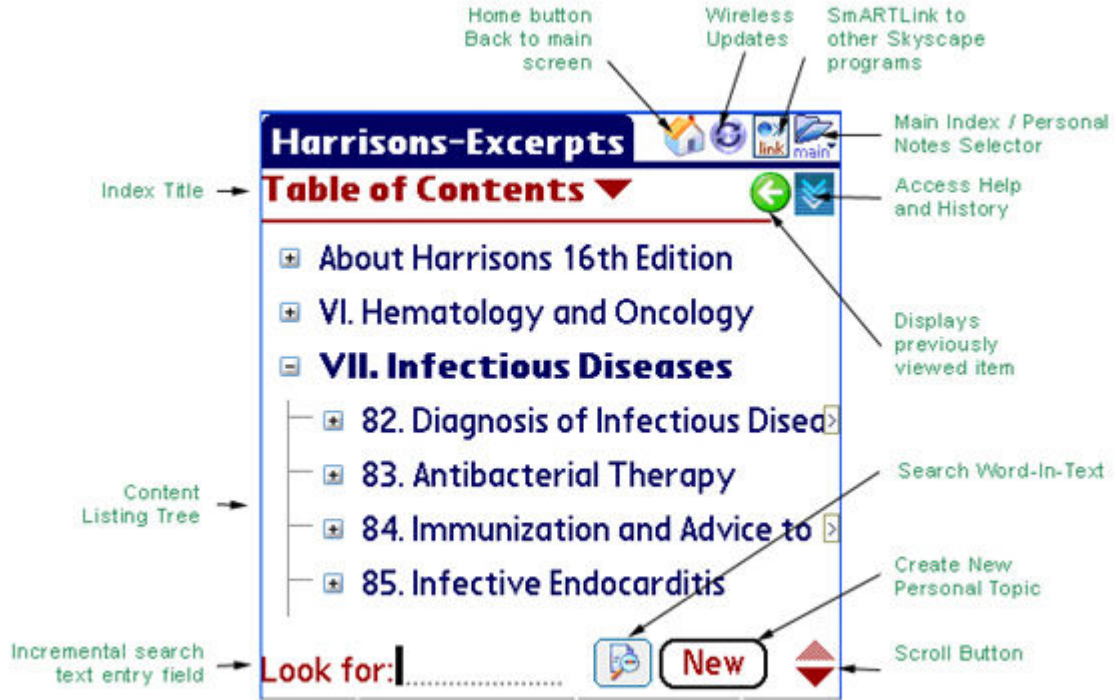 Home button
Back to main
screen
Wireless
Updates
SmARTLink to
other Skyscape
programs
Harrisons-Excerpts
link
main
Main Index / Personal
Notes Selector
Index Title
Table of Contents
Access Help
and History
About Harrisons 16th Edition
VI. Hematology and Oncology
Displays
previously
viewed item
VII. Infectious Diseases
82. Diagnosis of Infectious Disea
Search Word-In-Text
83. Antibacterial Therapy
Content
Listing Tree
84. Immunization and Advice to
Create New
Personal Topic
85. Infective Endocarditis
Incremental search
text entry field
Look for:
New
Scroll Button